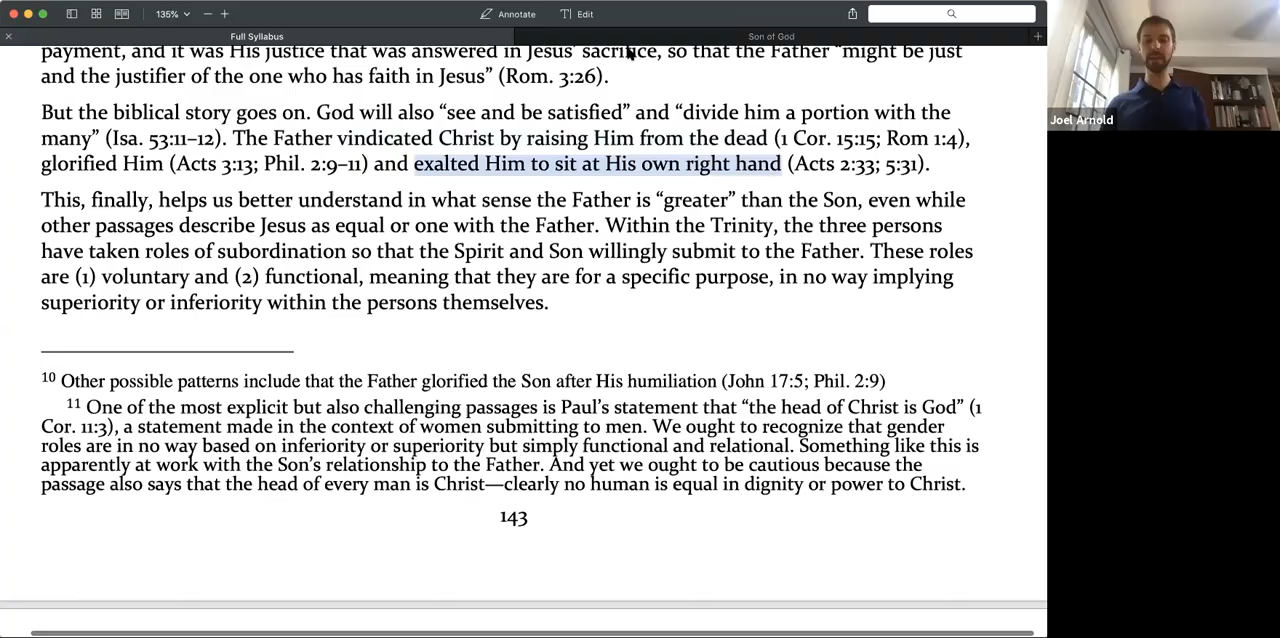 135%
Annotate
Edit
Full Syllabus
Son of God
Joel Arnold
payment, and it was His justice that was answered in Jesus’ sacrifice, so that the Father “might be just
and the justifier of the one who has faith in Jesus” (Rom. 3:26).
But the biblical story goes on. God will also “see and be satisfied” and “divide him a portion with the
many” (Isa. 53:11–12). The Father vindicated Christ by raising Him from the dead (1 Cor. 15:15; Rom 1:4),
glorified Him (Acts 3:13; Phil. 2:9–11) and exalted Him to sit at His own right hand (Acts 2:33; 5:31).
This, finally, helps us better understand in what sense the Father is “greater” than the Son, even while
other passages describe Jesus as equal or one with the Father. Within the Trinity, the three persons
have taken roles of subordination so that the Spirit and Son willingly submit to the Father. These roles
are (1) voluntary and (2) functional, meaning that they are for a specific purpose, in no way implying
superiority or inferiority within the persons themselves.
10 Other possible patterns include that the Father glorified the Son after His humiliation (John 17:5; Phil. 2:9)
11 One of the most explicit but also challenging passages is Paul’s statement that “the head of Christ is God” (1
Cor. 11:3), a statement made in the context of women submitting to men. We ought to recognize that gender
roles are in no way based on inferiority or superiority but simply functional and relational. Something like this is
apparently at work with the Son’s relationship to the Father. And yet we ought to be cautious because the
passage also says that the head of every man is Christ—clearly no human is equal in dignity or power to Christ.
143